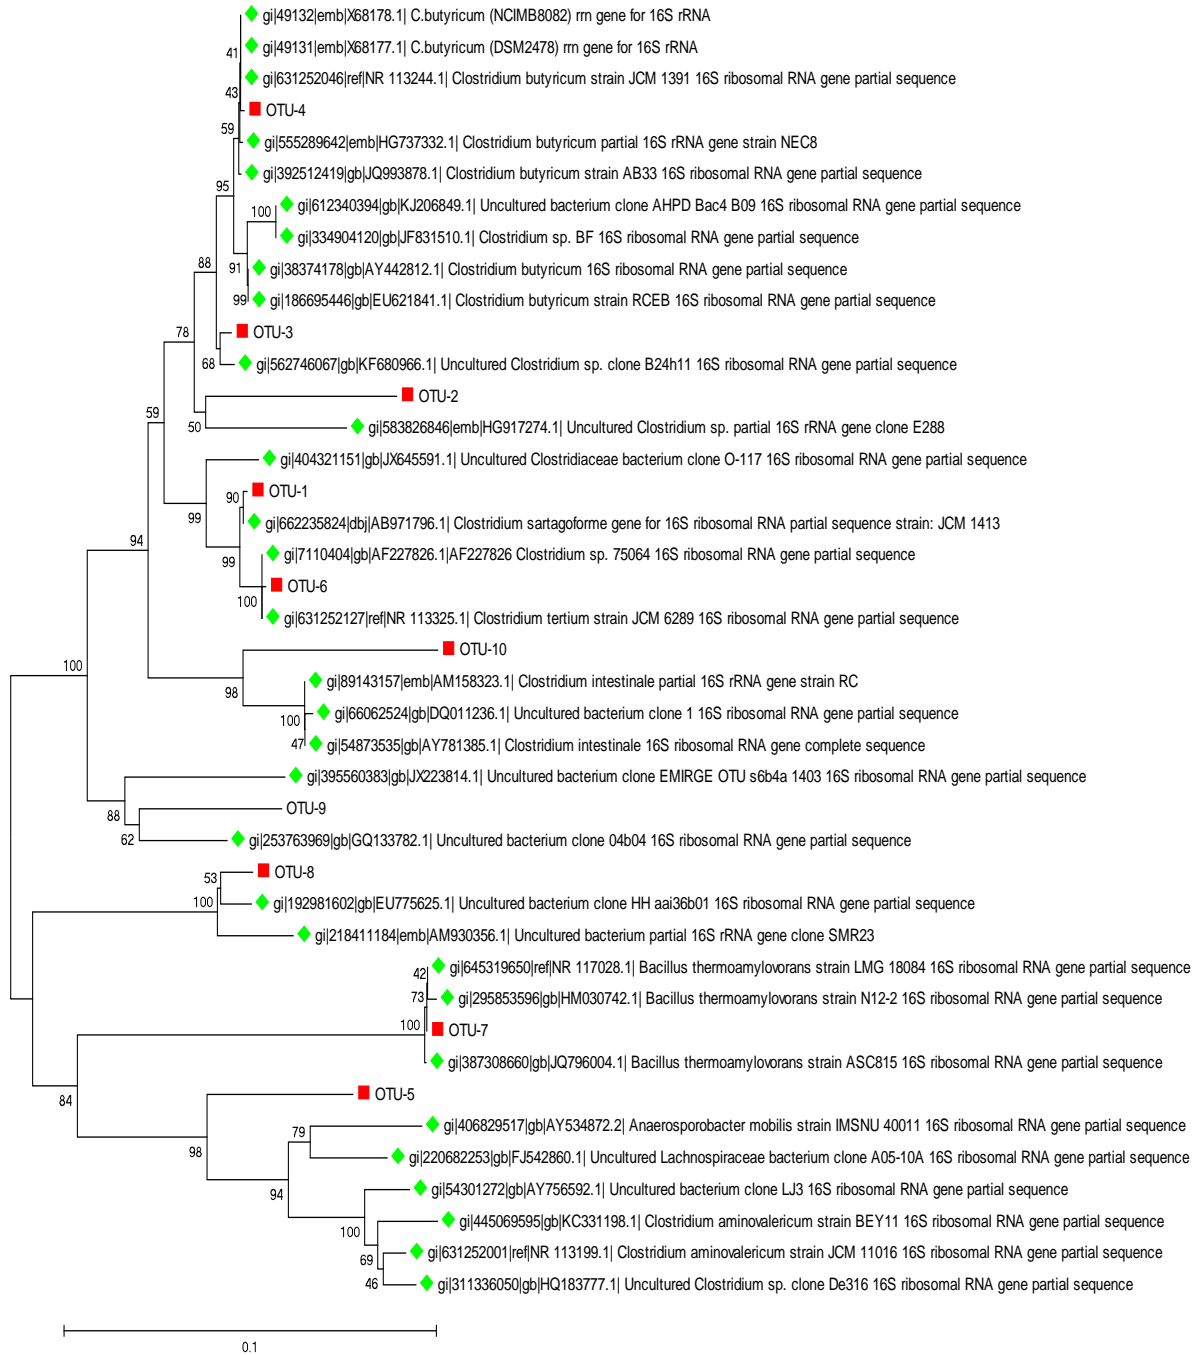 gi|49132|emb|X68178.1| C.butyricum (NCIMB8082) rrn gene for 16S rRNA
41
gi|49131|emb|X68177.1| C.butyricum (DSM2478) rrn gene for 16S rRNA
gi|631252046|ref|NR 113244.1| Clostridium butyricum strain JCM 1391 16S ribosomal RNA gene partial sequence
43
OTU-4
59
gi|555289642|emb|HG737332.1| Clostridium butyricum partial 16S rRNA gene strain NEC8
gi|392512419|gb|JQ993878.1| Clostridium butyricum strain AB33 16S ribosomal RNA gene partial sequence
95
gi|612340394|gb|KJ206849.1| Uncultured bacterium clone AHPD Bac4 B09 16S ribosomal RNA gene partial sequence
100
gi|334904120|gb|JF831510.1| Clostridium sp. BF 16S ribosomal RNA gene partial sequence
88
91
gi|38374178|gb|AY442812.1| Clostridium butyricum 16S ribosomal RNA gene partial sequence
99
gi|186695446|gb|EU621841.1| Clostridium butyricum strain RCEB 16S ribosomal RNA gene partial sequence
78
OTU-3
68
gi|562746067|gb|KF680966.1| Uncultured Clostridium sp. clone B24h11 16S ribosomal RNA gene partial sequence
OTU-2
59
50
gi|583826846|emb|HG917274.1| Uncultured Clostridium sp. partial 16S rRNA gene clone E288
gi|404321151|gb|JX645591.1| Uncultured Clostridiaceae bacterium clone O-117 16S ribosomal RNA gene partial sequence
90
OTU-1
99
gi|662235824|dbj|AB971796.1| Clostridium sartagoforme gene for 16S ribosomal RNA partial sequence strain: JCM 1413
94
99
gi|7110404|gb|AF227826.1|AF227826 Clostridium sp. 75064 16S ribosomal RNA gene partial sequence
OTU-6
100
gi|631252127|ref|NR 113325.1| Clostridium tertium strain JCM 6289 16S ribosomal RNA gene partial sequence
OTU-10
100
98
gi|89143157|emb|AM158323.1| Clostridium intestinale partial 16S rRNA gene strain RC
gi|66062524|gb|DQ011236.1| Uncultured bacterium clone 1 16S ribosomal RNA gene partial sequence
100
47
gi|54873535|gb|AY781385.1| Clostridium intestinale 16S ribosomal RNA gene complete sequence
gi|395560383|gb|JX223814.1| Uncultured bacterium clone EMIRGE OTU s6b4a 1403 16S ribosomal RNA gene partial sequence
OTU-9
88
62
gi|253763969|gb|GQ133782.1| Uncultured bacterium clone 04b04 16S ribosomal RNA gene partial sequence
53
OTU-8
100
gi|192981602|gb|EU775625.1| Uncultured bacterium clone HH aai36b01 16S ribosomal RNA gene partial sequence
gi|218411184|emb|AM930356.1| Uncultured bacterium partial 16S rRNA gene clone SMR23
42
gi|645319650|ref|NR 117028.1| Bacillus thermoamylovorans strain LMG 18084 16S ribosomal RNA gene partial sequence
73
gi|295853596|gb|HM030742.1| Bacillus thermoamylovorans strain N12-2 16S ribosomal RNA gene partial sequence
100
OTU-7
gi|387308660|gb|JQ796004.1| Bacillus thermoamylovorans strain ASC815 16S ribosomal RNA gene partial sequence
84
OTU-5
gi|406829517|gb|AY534872.2| Anaerosporobacter mobilis strain IMSNU 40011 16S ribosomal RNA gene partial sequence
79
98
gi|220682253|gb|FJ542860.1| Uncultured Lachnospiraceae bacterium clone A05-10A 16S ribosomal RNA gene partial sequence
94
gi|54301272|gb|AY756592.1| Uncultured bacterium clone LJ3 16S ribosomal RNA gene partial sequence
100
gi|445069595|gb|KC331198.1| Clostridium aminovalericum strain BEY11 16S ribosomal RNA gene partial sequence
69
gi|631252001|ref|NR 113199.1| Clostridium aminovalericum strain JCM 11016 16S ribosomal RNA gene partial sequence
46
gi|311336050|gb|HQ183777.1| Uncultured Clostridium sp. clone De316 16S ribosomal RNA gene partial sequence
0.1